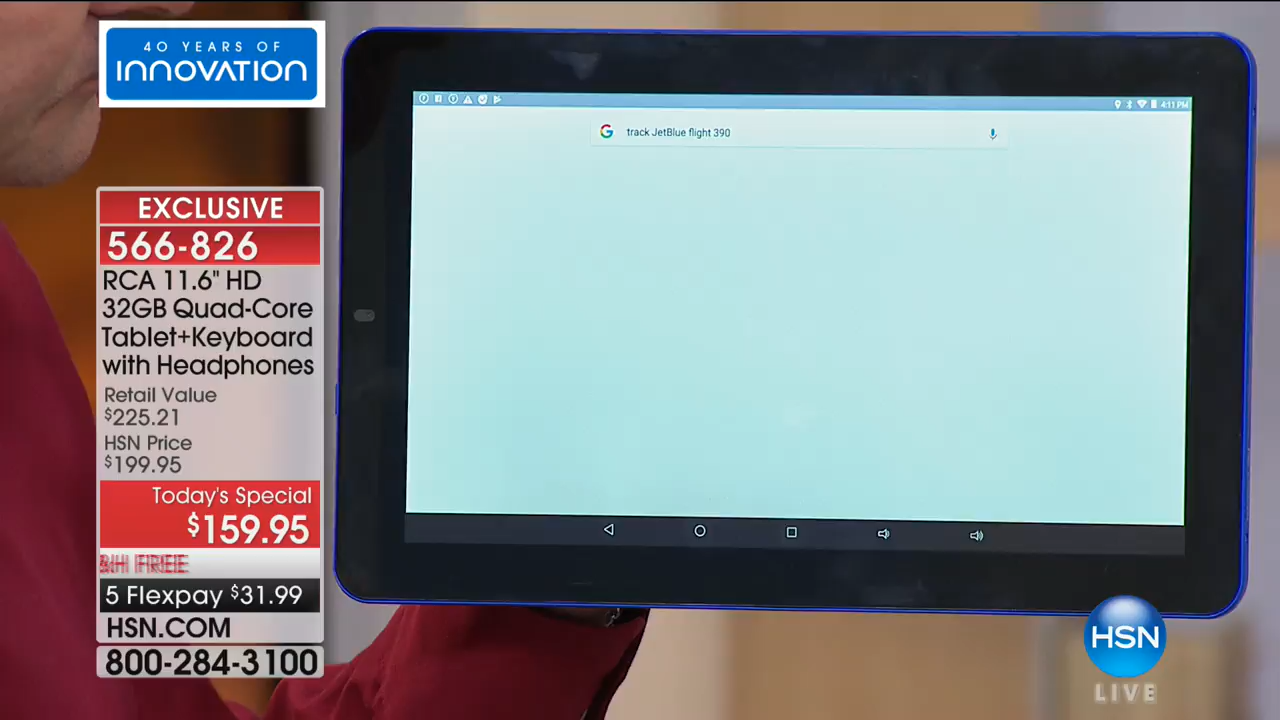 40 YEARS OF
INNOVATION
EXCLUSIVE
566-826
RCA 11.6" HD
32GB Quad-Core
Tablet+Keyboard
with Headphones
Retail Value
$225.21
HSN Price
$199.95
Today's Special
$159.95
FREE
5 Flexpay $31.99
HSN.COM
800-284-3100
4:11 PM
G track JetBlue flight 390
HSN
LIVE